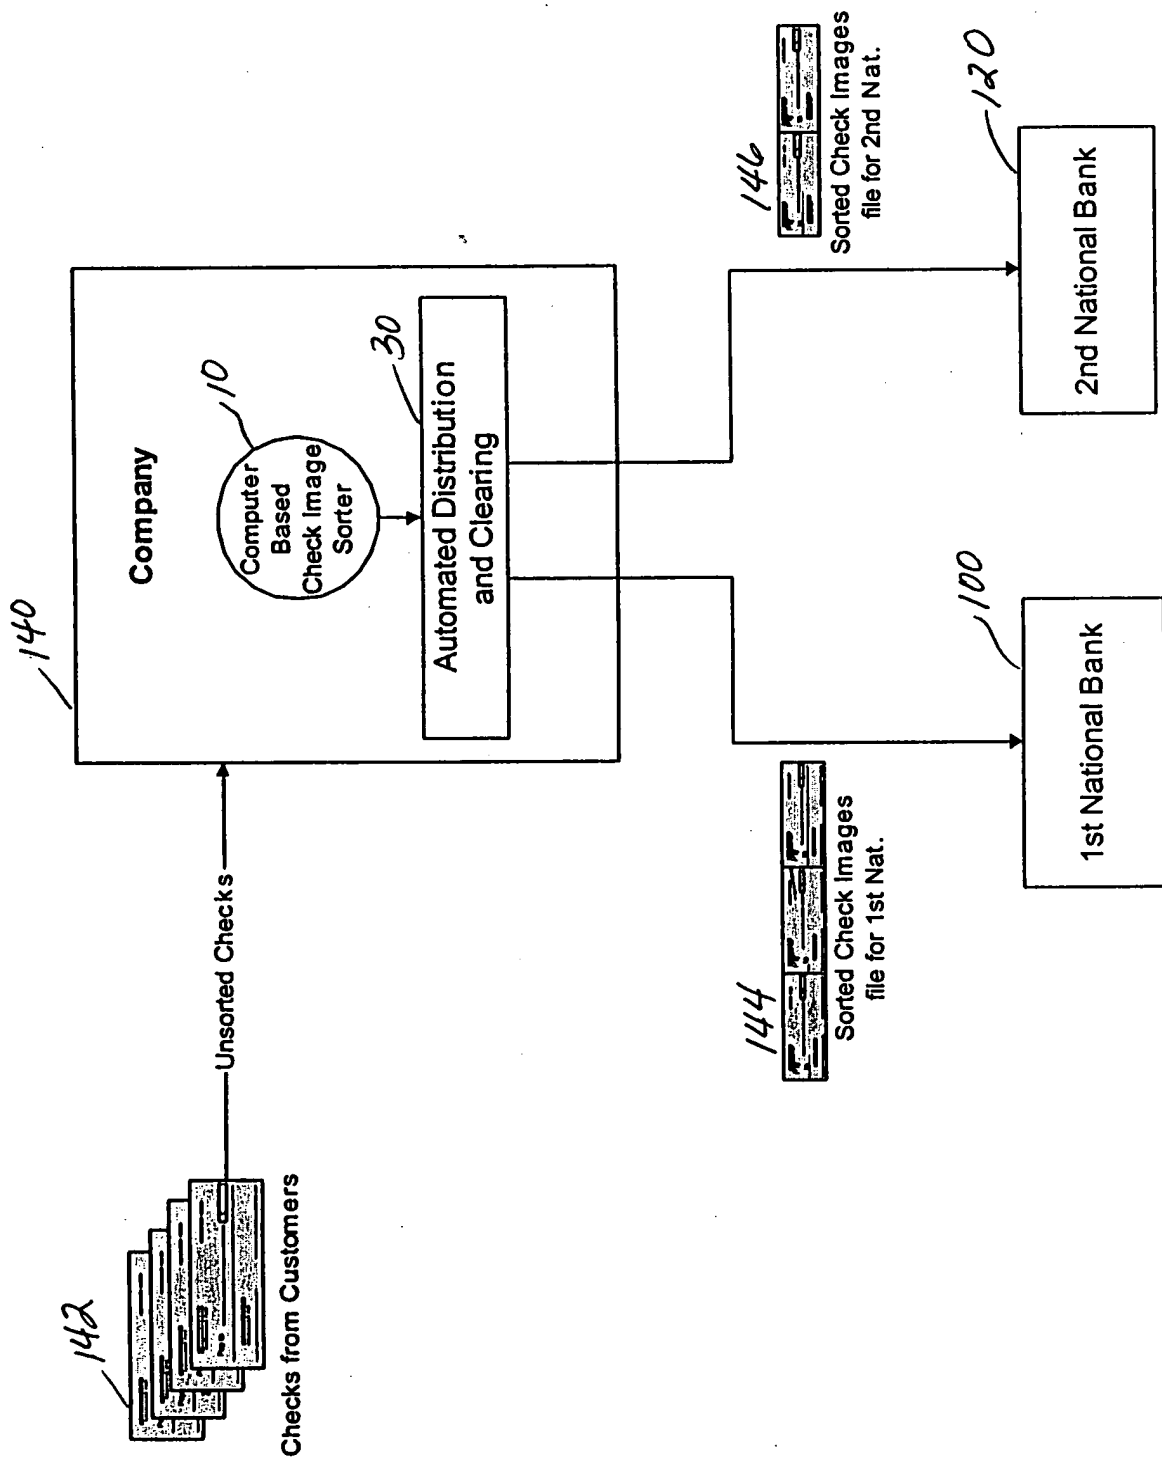 142
Checks from Customers
Unsorted Checks
140
Company
10
Computer
Based
Check Image
Sorter
30
Automated Distribution
and Clearing
144
Sorted Check Images
file for 1st Nat.
146
Sorted Check Images
file for 2nd Nat.
100
1st National Bank
120
2nd National Bank